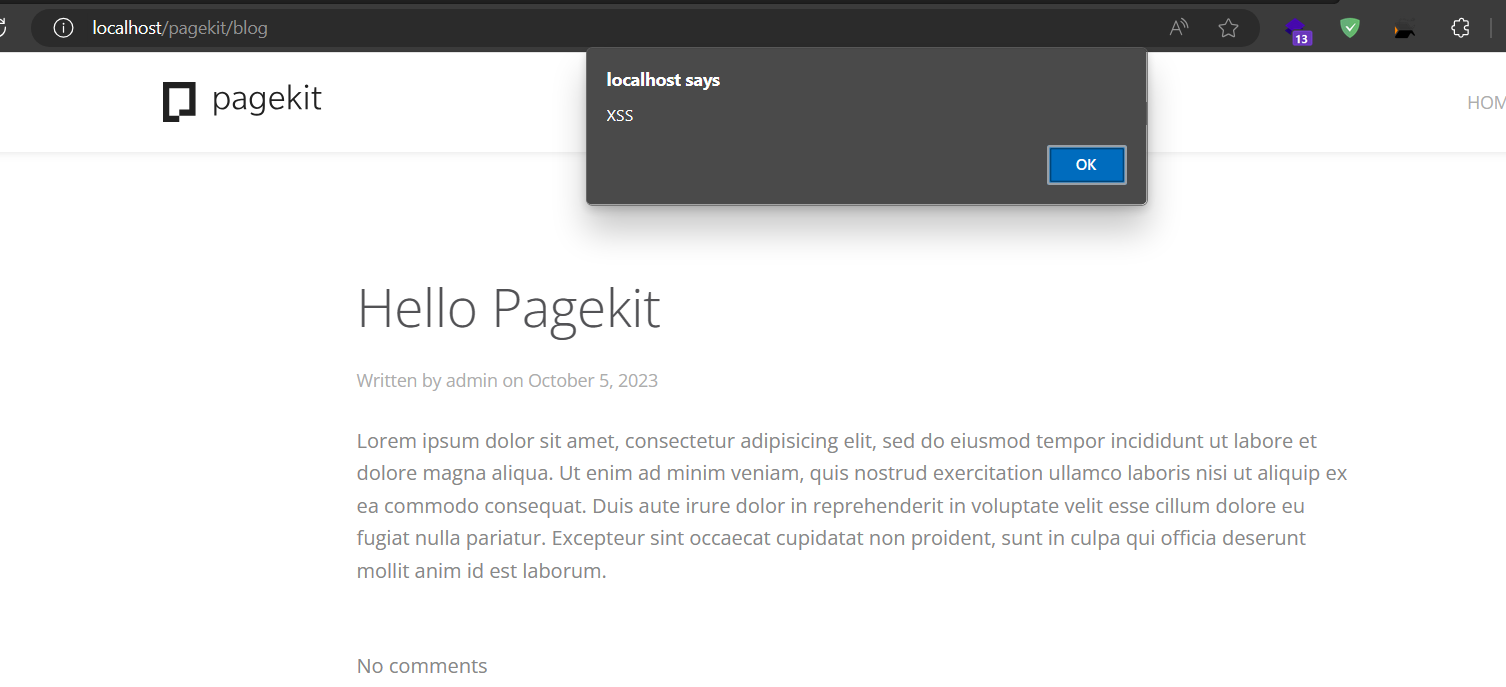 localhost/pagekit/blog
13
localhost says
XSS
OK
pagekit
HOM
Hello Pagekit
Written by admin on October 5, 2023
Lorem ipsum dolor sit amet, consectetur adipisicing elit, sed do eiusmod tempor incididunt ut labore et
dolore magna aliqua. Ut enim ad minim veniam, quis nostrud exercitation ullamco laboris nisi ut aliquip ex
ea commodo consequat. Duis aute irure dolor in reprehenderit in voluptate velit esse cillum dolore eu
fugiat nulla pariatur. Excepteur sint occaecat cupidatat non proident, sunt in culpa qui officia deserunt
mollit anim id est laborum.
No comments